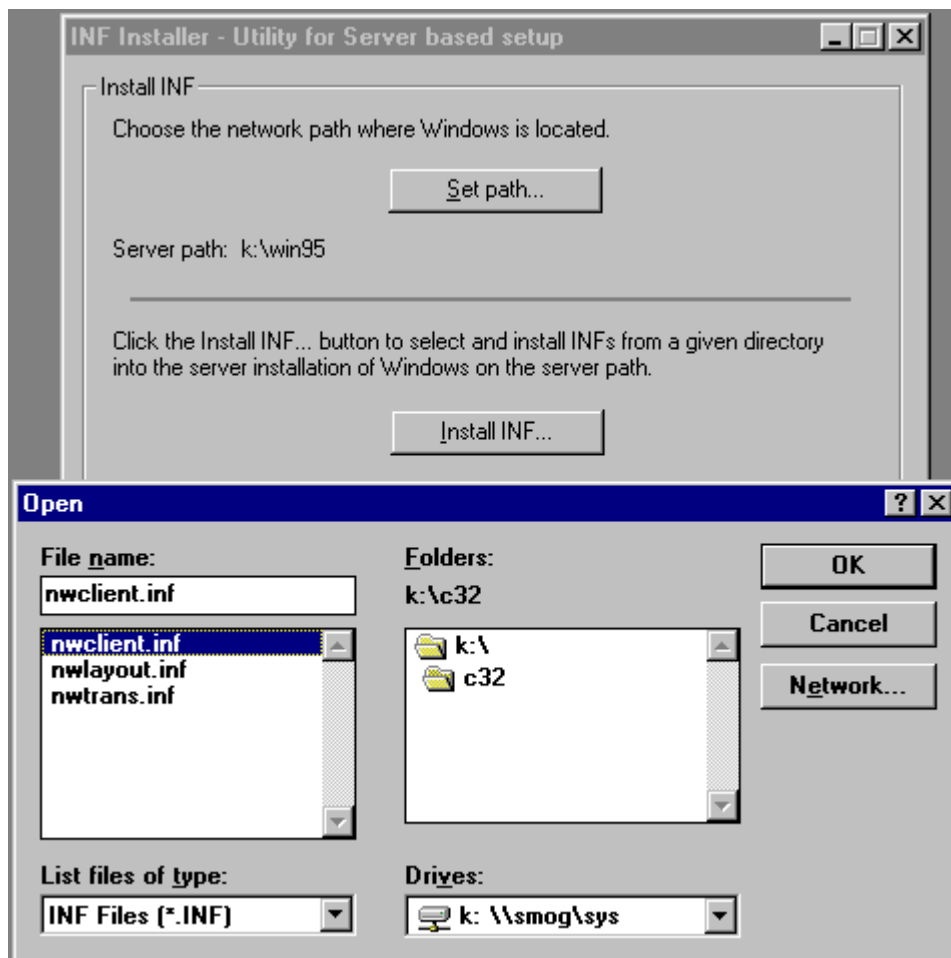 INF Installer - Utility for Server based setup
Install INF
Choose the network path where Windows is located.
Set path...
Server path: k:\win95
Click the Install INF... button to select and install INFs from a given directory
into the server installation of Windows on the server path.
Install INF...
Open
File name:
nwclient.inf
nwclient.inf
nwlayout.inf
nwtrans.inf
List files of type:
INF Files (*.INF)
Folders:
k:\c32
k:\
c32
Drives:
k: \\smog\sys
OK
Cancel
Network...